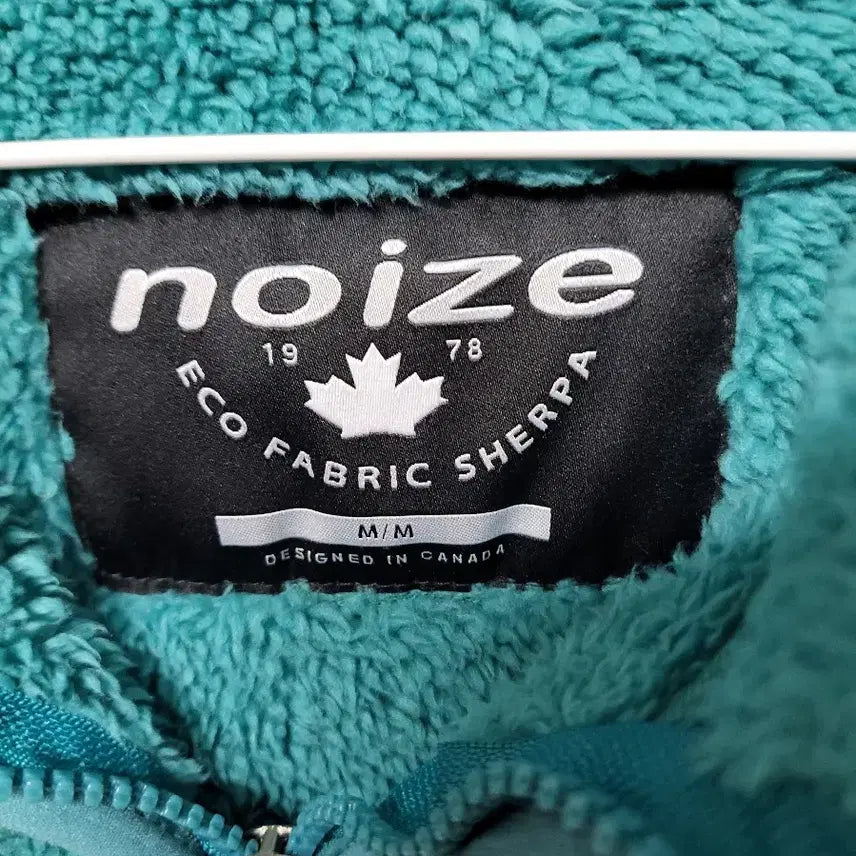 noize
19 78
ECO FABRIC SHERPA
M/M
DESIGNED IN CANADA